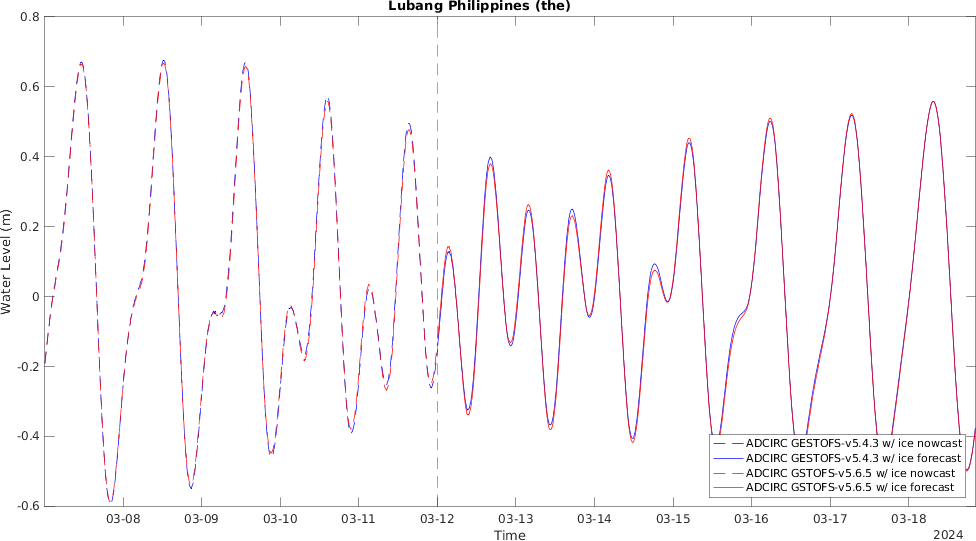 Lubang Philippines (the)
Water Level (m)
0.8
0.6
0.4
0.2
0
-0.2
-0.4
-0.6
ADCIRC GESTOFS-v5.4.3 w/ ice nowcast
ADCIRC GESTOFS-v5.4.3 w/ ice forecast
ADCIRC GSTOFS-v5.6.5 w/ ice nowcast
ADCIRC GSTOFS-v5.6.5 w/ ice forecast
03-08 03-09 03-10 03-11 03-12 03-13 03-14 03-15 03-16 03-17 03-18
Time
2024